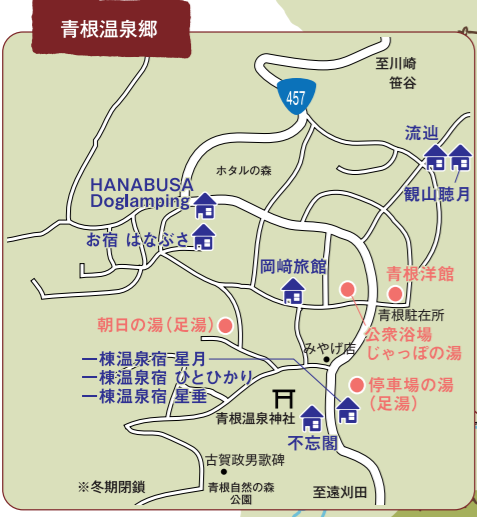 青根温泉郷
至川崎
笹谷
457
流辿
ホタルの森
観山聴月
HANABUSA
Doglamping
お宿 はなぶさ
岡﨑旅館
青根洋館
青根駐在所
朝日の湯(足湯)
公衆浴場
じゃっぽの湯
みやげ店
一棟温泉宿 星月
一棟温泉宿 ひとひかり
一棟温泉宿 星垂
停車場の湯
(足湯)
青根温泉神社
不忘閣
古賀政男歌碑
※冬期閉鎖
青根自然の森
公園
至遠刈田